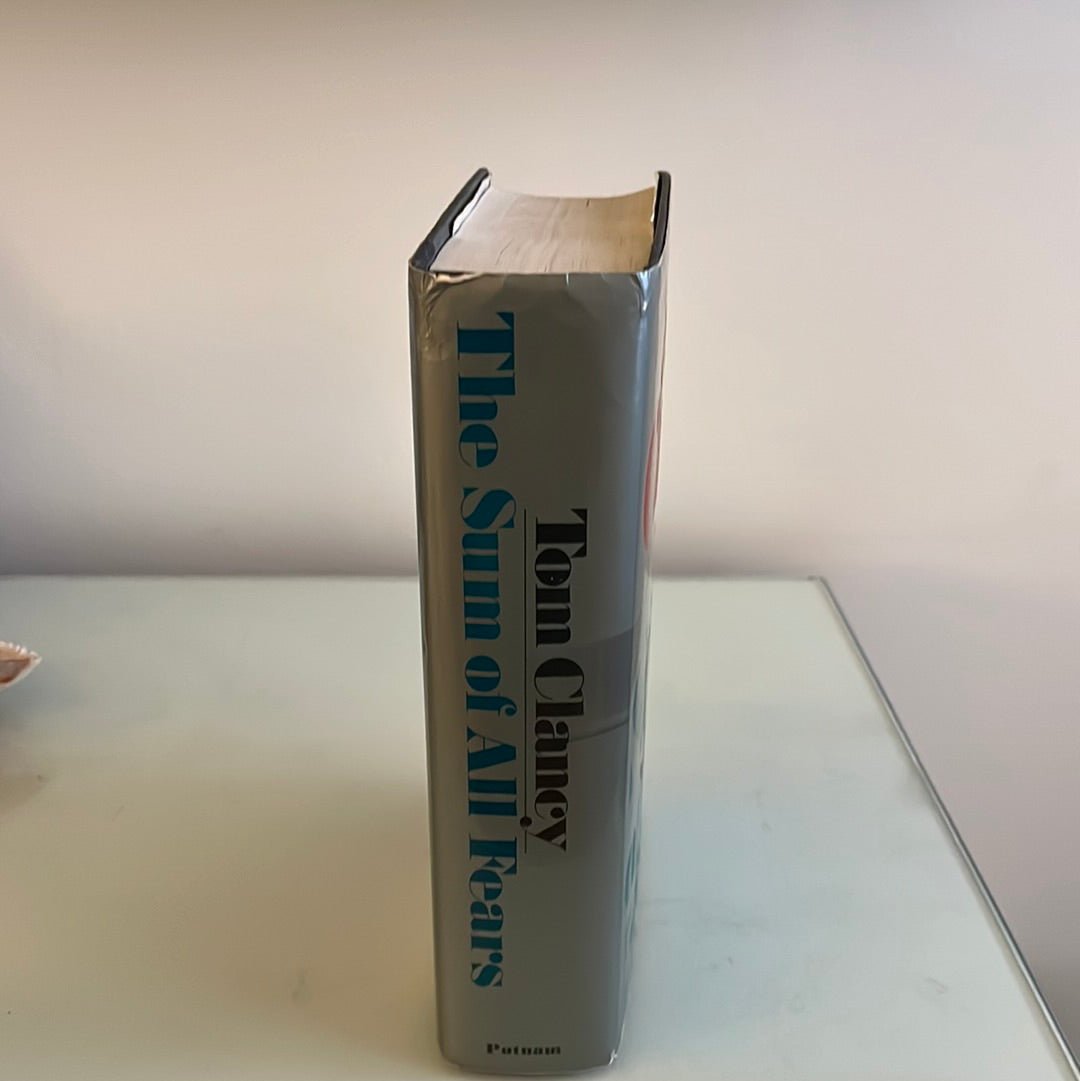 Tom Clancy
The Sum of All Fears
Putnam